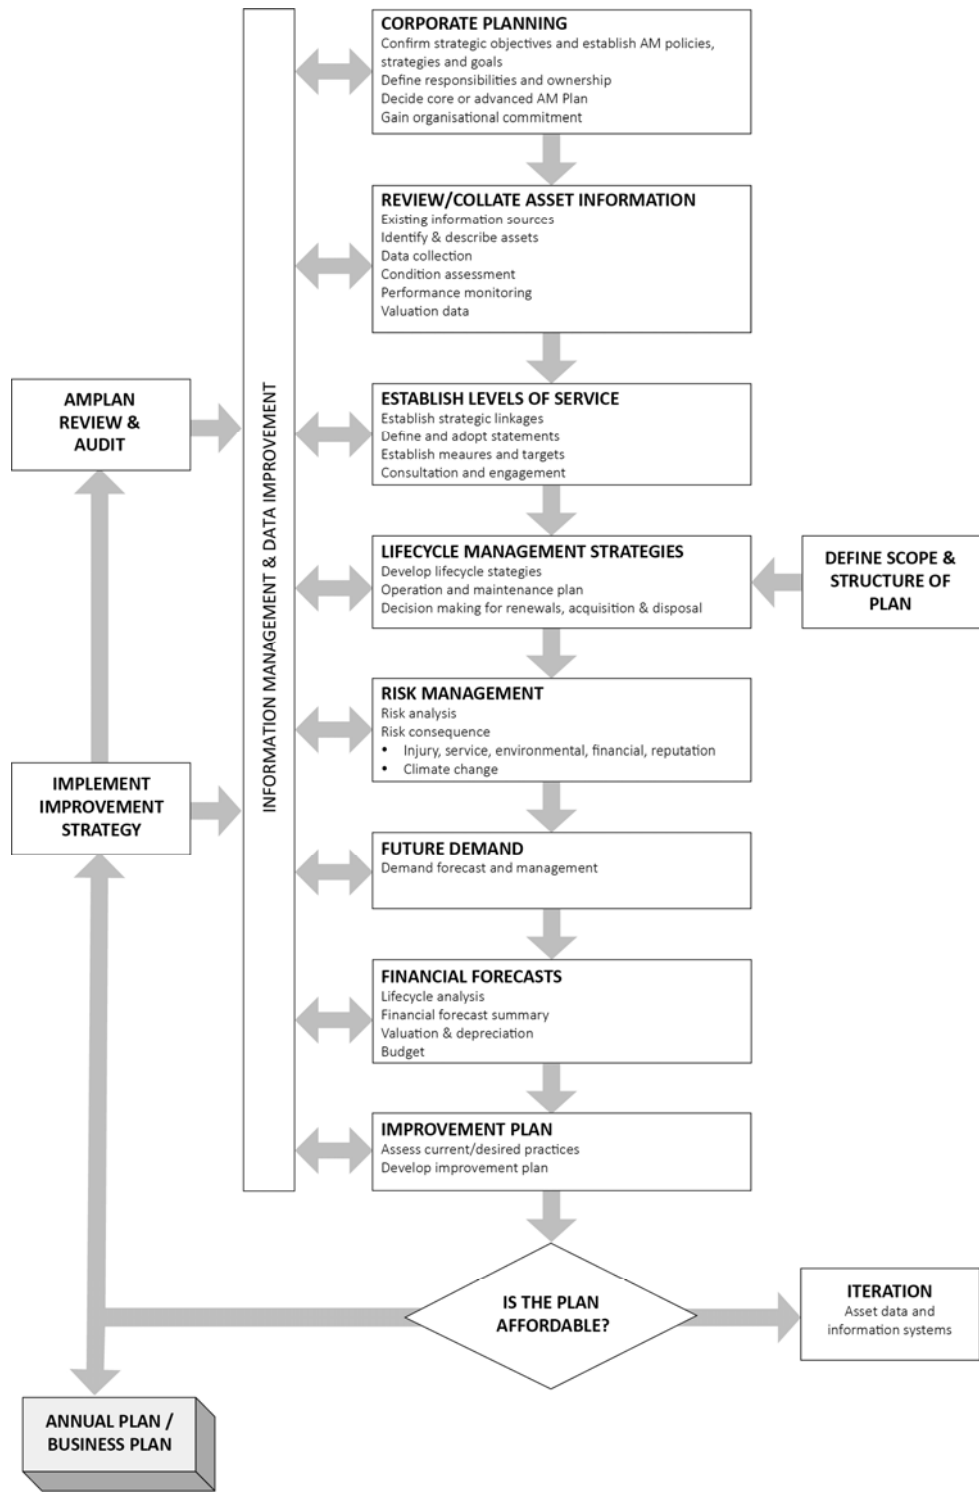 CORPORATE PLANNING
Confirm strategic objectives and establish AM policies,
strategies and goals
Define responsibilities and ownership
Decide core or advanced AM Plan
Gain organisational commitment
REVIEW/COLLATE ASSET INFORMATION
Existing information sources
Identify & describe assets
Data collection
Condition assessment
Performance monitoring
Valuation data
INFORMATION MANAGEMENT & DATA IMPROVEMENT
AMPLAN
REVIEW &
AUDIT
ESTABLISH LEVELS OF SERVICE
Establish strategic linkages
Define and adopt statements
Establish meaures and targets
Consultation and engagement
LIFECYCLE MANAGEMENT STRATEGIES
Develop lifecycle stategies
Operation and maintenance plan
Decision making for renewals, acquisition & disposal
DEFINE SCOPE &
STRUCTURE OF
PLAN
RISK MANAGEMENT
Risk analysis
Risk consequence
• Injury, service, environmental, financial, reputation
• Climate change
IMPLEMENT
IMPROVEMENT
STRATEGY
FUTURE DEMAND
Demand forecast and management
FINANCIAL FORECASTS
Lifecycle analysis
Financial forecast summary
Valuation & depreciation
Budget
IMPROVEMENT PLAN
Assess current/desired practices
Develop improvement plan
IS THE PLAN
AFFORDABLE?
ITERATION
Asset data and
information systems
ANNUAL PLAN /
BUSINESS PLAN